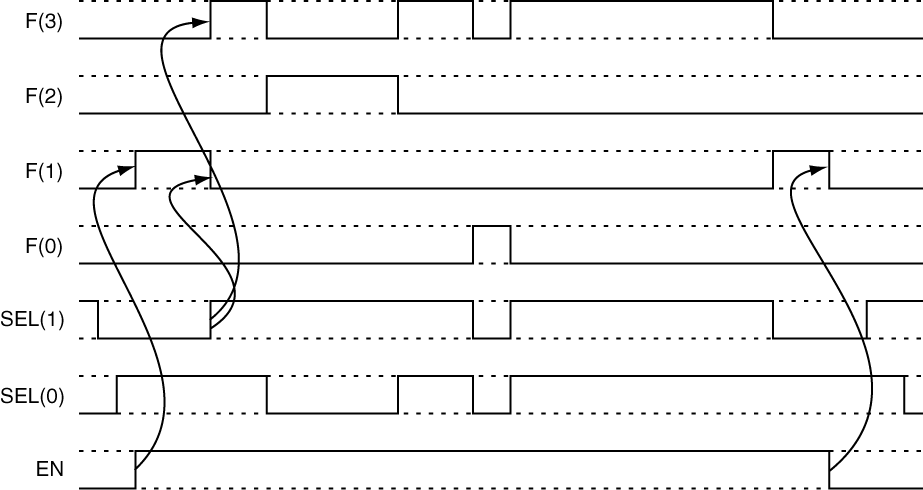 F(3)
F(2)
F(1)
F(0)
SEL(1)
SEL(0)
EN